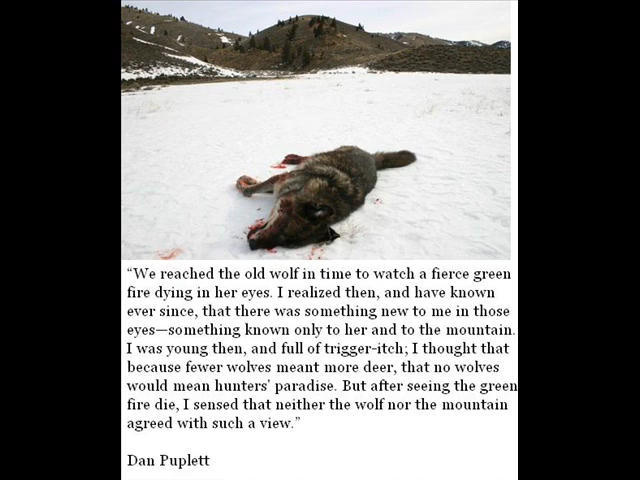 “We reached the old wolf in time to watch a fierce green
fire dying in her eyes. I realized then, and have known
ever since, that there was something new to me in those
eyes—something known only to her and to the mountain.
I was young then, and full of trigger-itch; I thought that
because fewer wolves meant more deer, that no wolves
would mean hunters' paradise. But after seeing the green
fire die, I sensed that neither the wolf nor the mountain
agreed with such a view.”
Dan Puplett